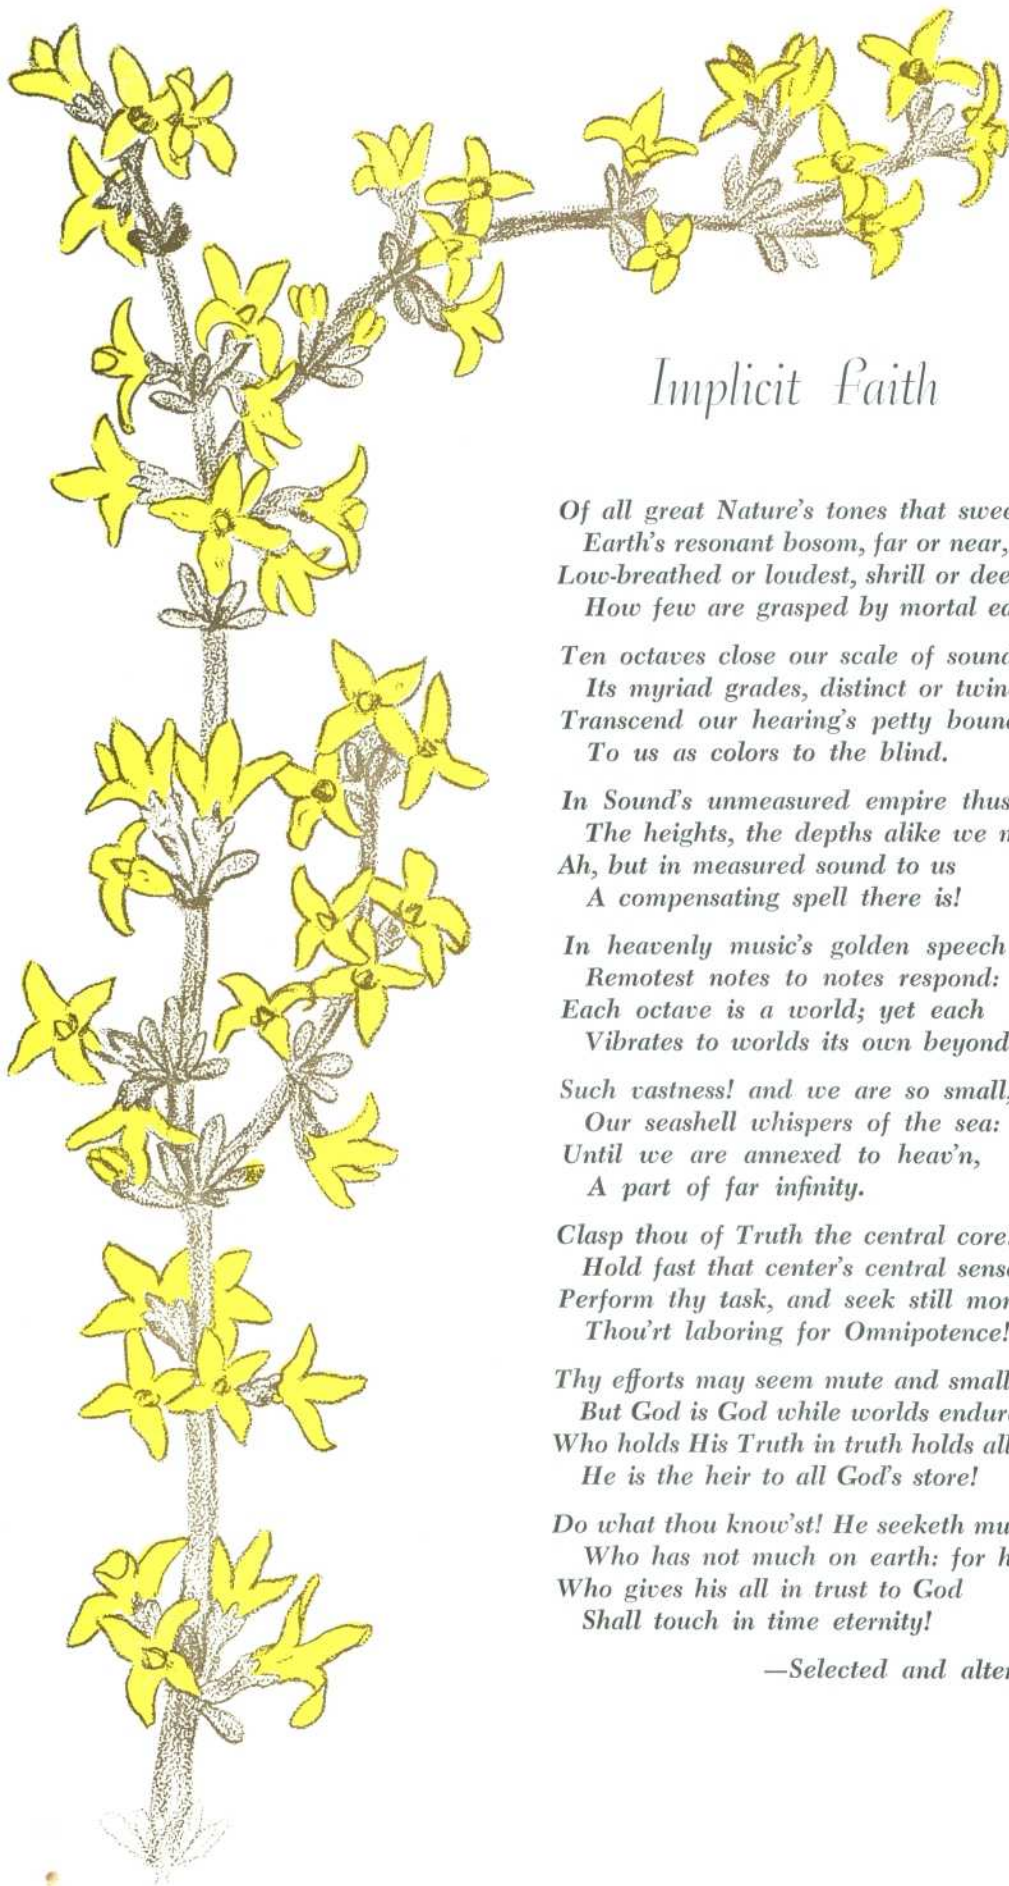 Implicit Faith
Of all great Nature's tones that
Earth's resonant bosom, far or near,
Low-breathed or loudest, shrill or
How few are grasped by mortal
Ten octaves close our scale of
Its myriad grades, distinct or
Transcend our hearing's petty
To us as colors to the blind.
In Sound's unmeasured empire thus
The heights, the depths alike we
Ah, but in measured sound to us
A compensating spell there is!
In heavenly music's golden speech
Remotest notes to notes respond:
Each octave is a world; yet each
Vibrates to worlds its own beyond
Such vastness! and we are so small,
Our seashell whispers of the sea:
Until we are annexed to heav'n,
A part of far infinity.
Clasp thou of Truth the central core
Hold fast that center's central
Perform thy task, and seek still
Thou'rt laboring for Omnipotence!
Thy efforts may seem mute and small
But God is God while worlds
Who holds His Truth in truth holds all
He is the heir to all God's store!
Do what thou know'st! He seeketh
Who has not much on earth: for
Who gives his all in trust to God
Shall touch in time eternity!
—Selected and